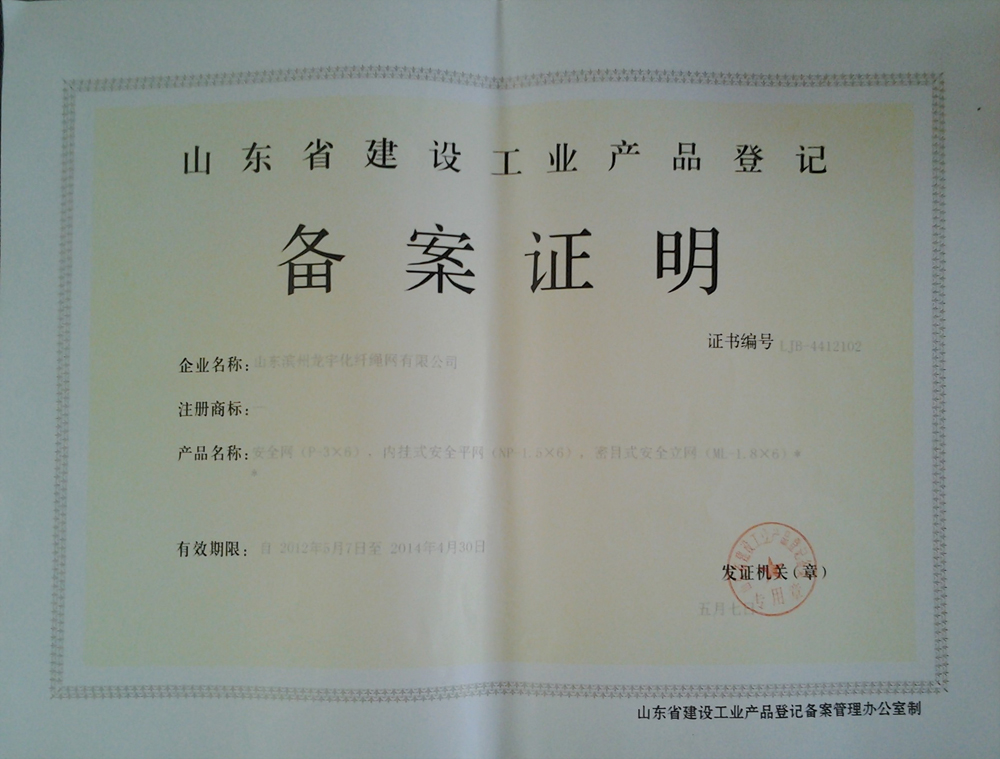 山东省建设工业产品登记
备案证明
证书编号 LJB-4412102
企业名称：山东滨州龙宇化纤绳网有限公司
注册商标：—
产品名称：安全网（P-3×6）、内挂式安全平网（NP-1.5×6）、密目式安全立网（ML-1.8×6）*
*
有效期限：自 2012年5月7日至 2014年4月30日
发证机关（章）
专用章
五月七日
山东省建设工业产品登记备案管理办公室制